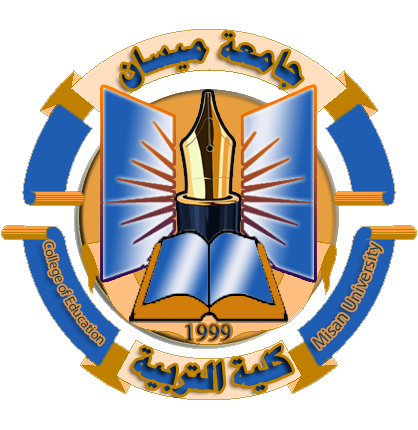 جامعة ميسان
College of Education
Misan University
1999
كلية التربية